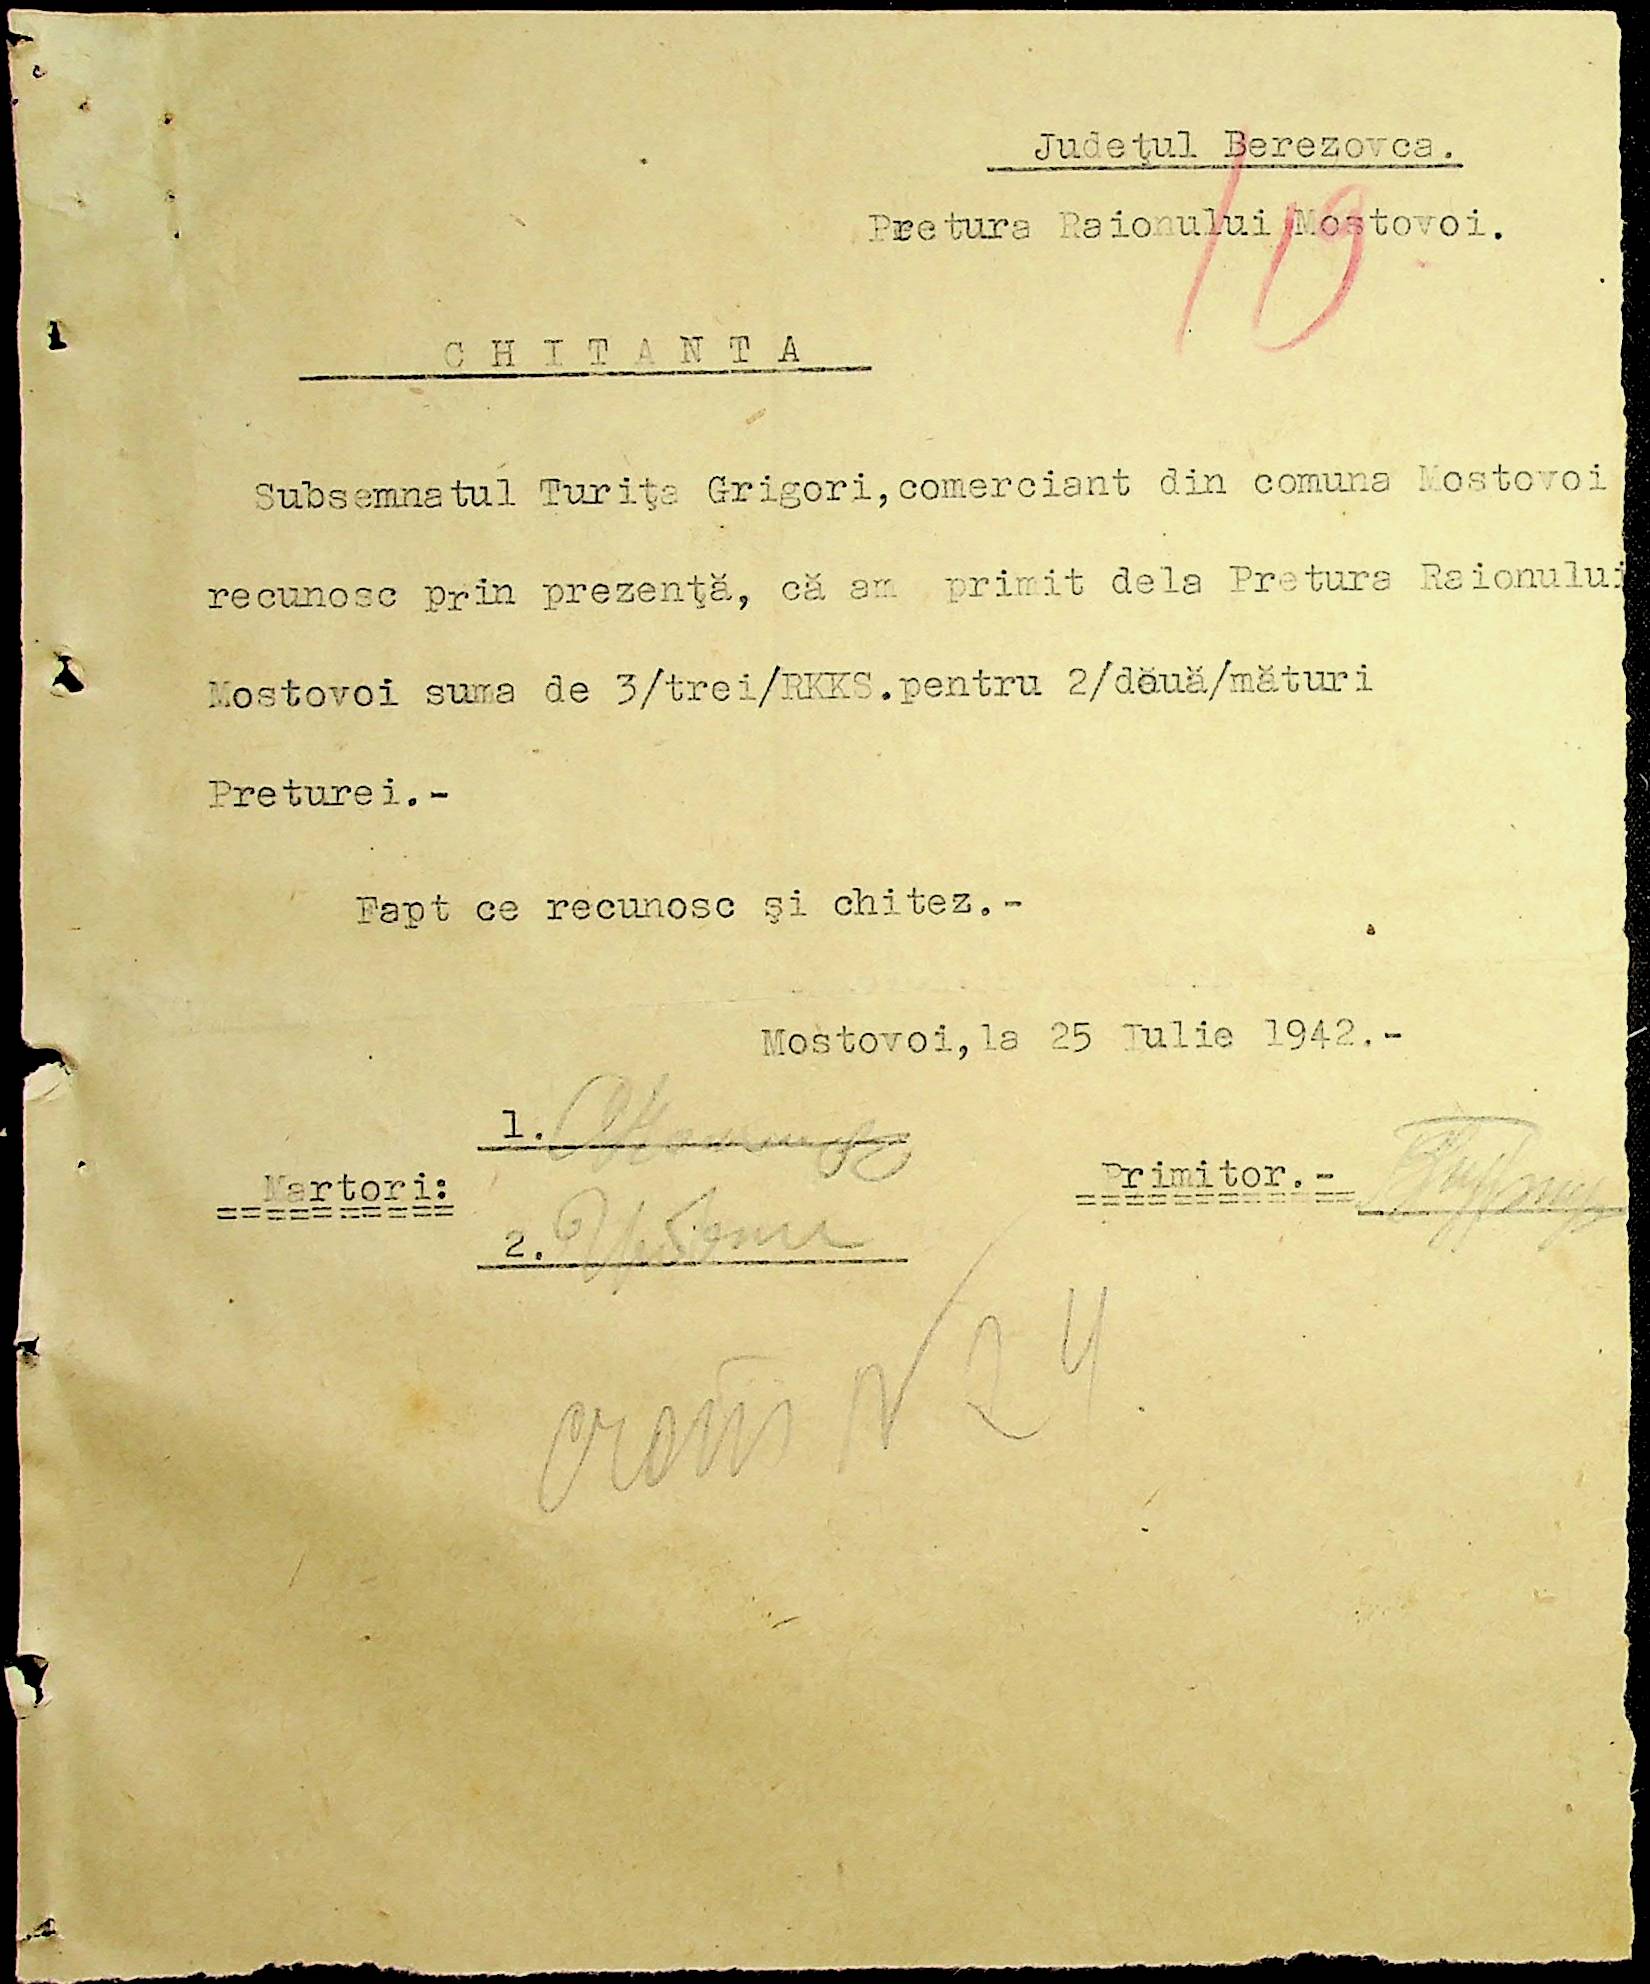 Judeţul Berezovca.
Pretura Raionului Mostovoi.
10
C H I T A N T A
Subsemnatul Turiţa Grigori,comerciant din comuna Mostovoi
recunosc prin prezenţă, că am primit dela Pretura Raionului
Mostovoi suma de 3/trei/RKKS.pentru 2/două/mături
Preturei.-
Fapt ce recunosc şi chitez.-
Mostovoi,la 25 Iulie 1942.-
1.
Martori:
Primitor.-
2.
N 24.